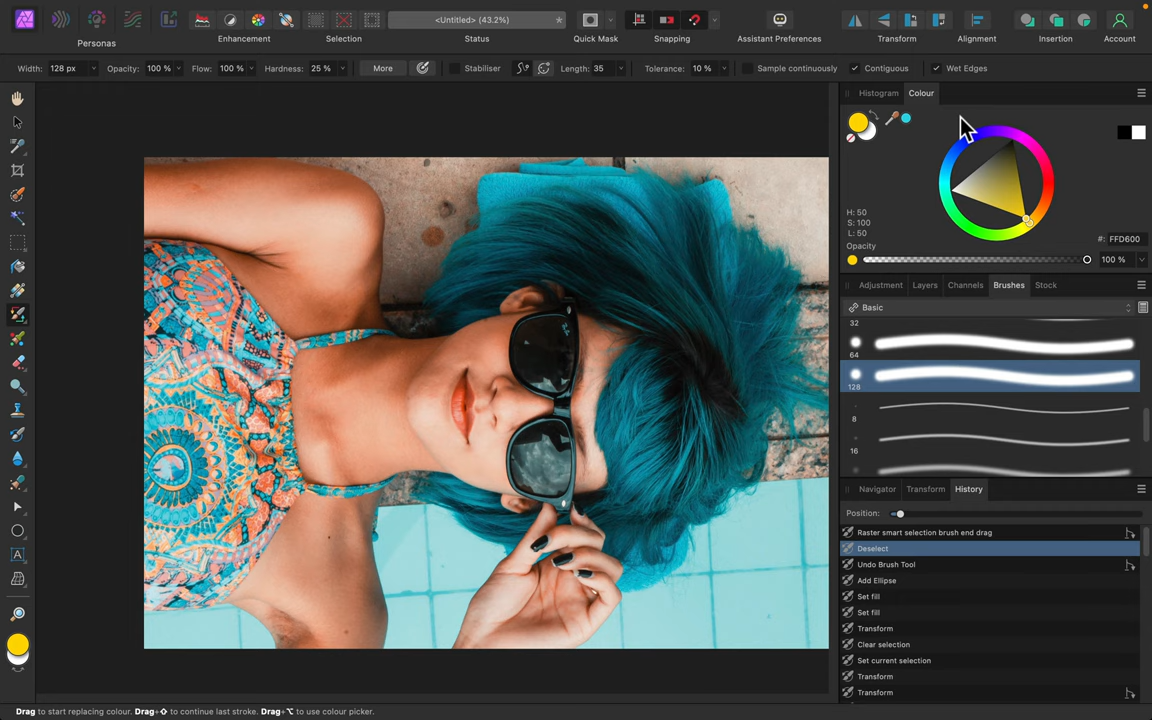 <Untitled> (43.2%)
Personas
Enhancement
Selection
Status
Quick Mask
Snapping
Assistant Preferences
Transform
Alignment
Insertion
Account
Width: 128 px
Opacity: 100 %
Flow: 100 %
Hardness: 25 %
More
Stabiliser
Length: 35
Tolerance: 10 %
Sample continuously
Contiguous
Wet Edges
Histogram
Colour
H: 50
S: 100
L: 50
#: FFD600
Opacity
100 %
Adjustment
Layers
Channels
Brushes
Stock
Basic
32
64
128
8
16
Navigator
Transform
History
Position:
Raster smart selection brush end drag
Deselect
Undo Brush Tool
Add Ellipse
Set fill
Set fill
Transform
Clear selection
Set current selection
Transform
Transform
A
Drag to start replacing colour. Drag+⇧ to continue last stroke. Drag+⌥ to use colour picker.